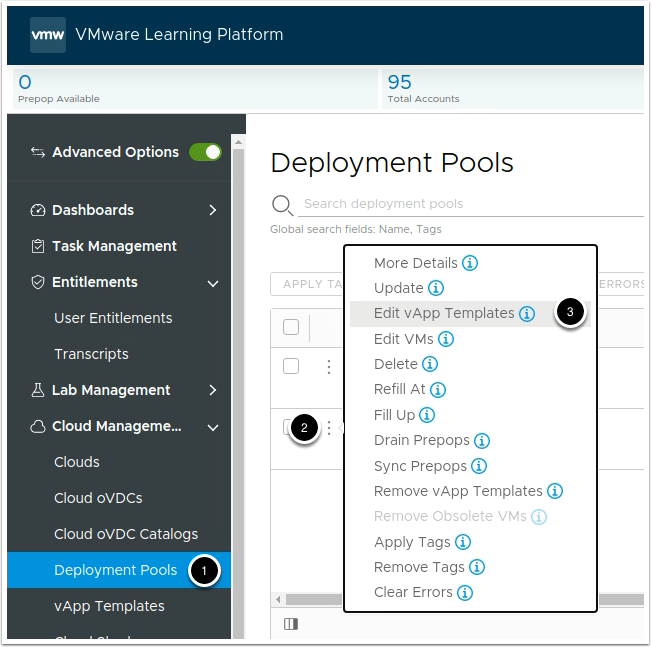 vmw VMware Learning Platform
0
Prepop Available
95
Total Accounts
Advanced Options
Dashboards
Task Management
Entitlements
User Entitlements
Transcripts
Lab Management
Cloud Manageme...
Clouds
Cloud oVDCs
Cloud oVDC Catalogs
Deployment Pools 1
vApp Templates
Deployment Pools
Search deployment pools
Global search fields: Name, Tags
APPLY TA
ERRORS
2
More Details
Update
Edit vApp Templates 3
Edit VMs
Delete
Refill At
Fill Up
Drain Prepops
Sync Prepops
Remove vApp Templates
Remove Obsolete VMs
Apply Tags
Remove Tags
Clear Errors